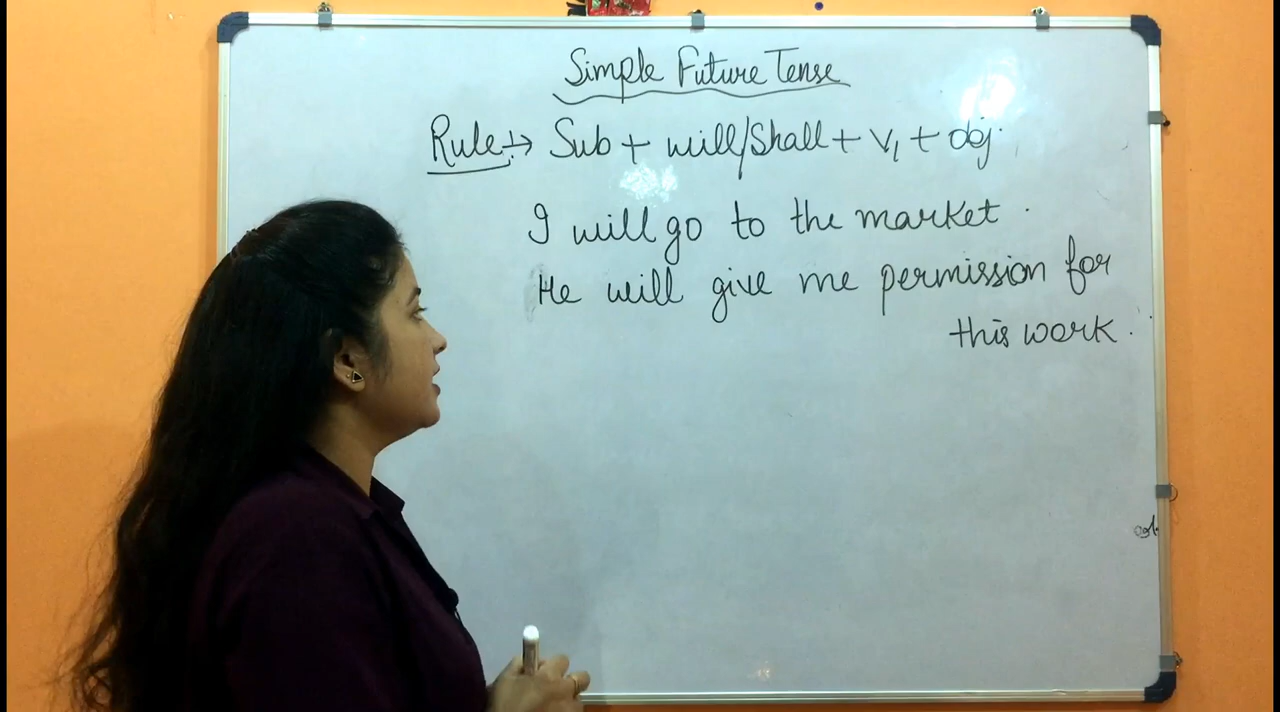 Simple Future Tense
Rule :→ Sub + will/Shall + V₁ + obj.
I will go to the market.
He will give me permission for
this work.